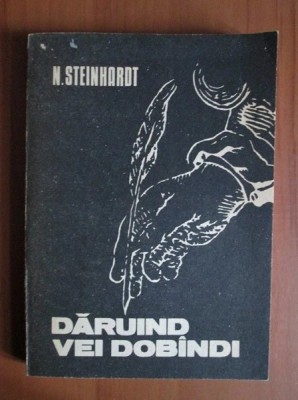 N. STEINHARDT
DĂRUIND
VEI DOBÎNDI